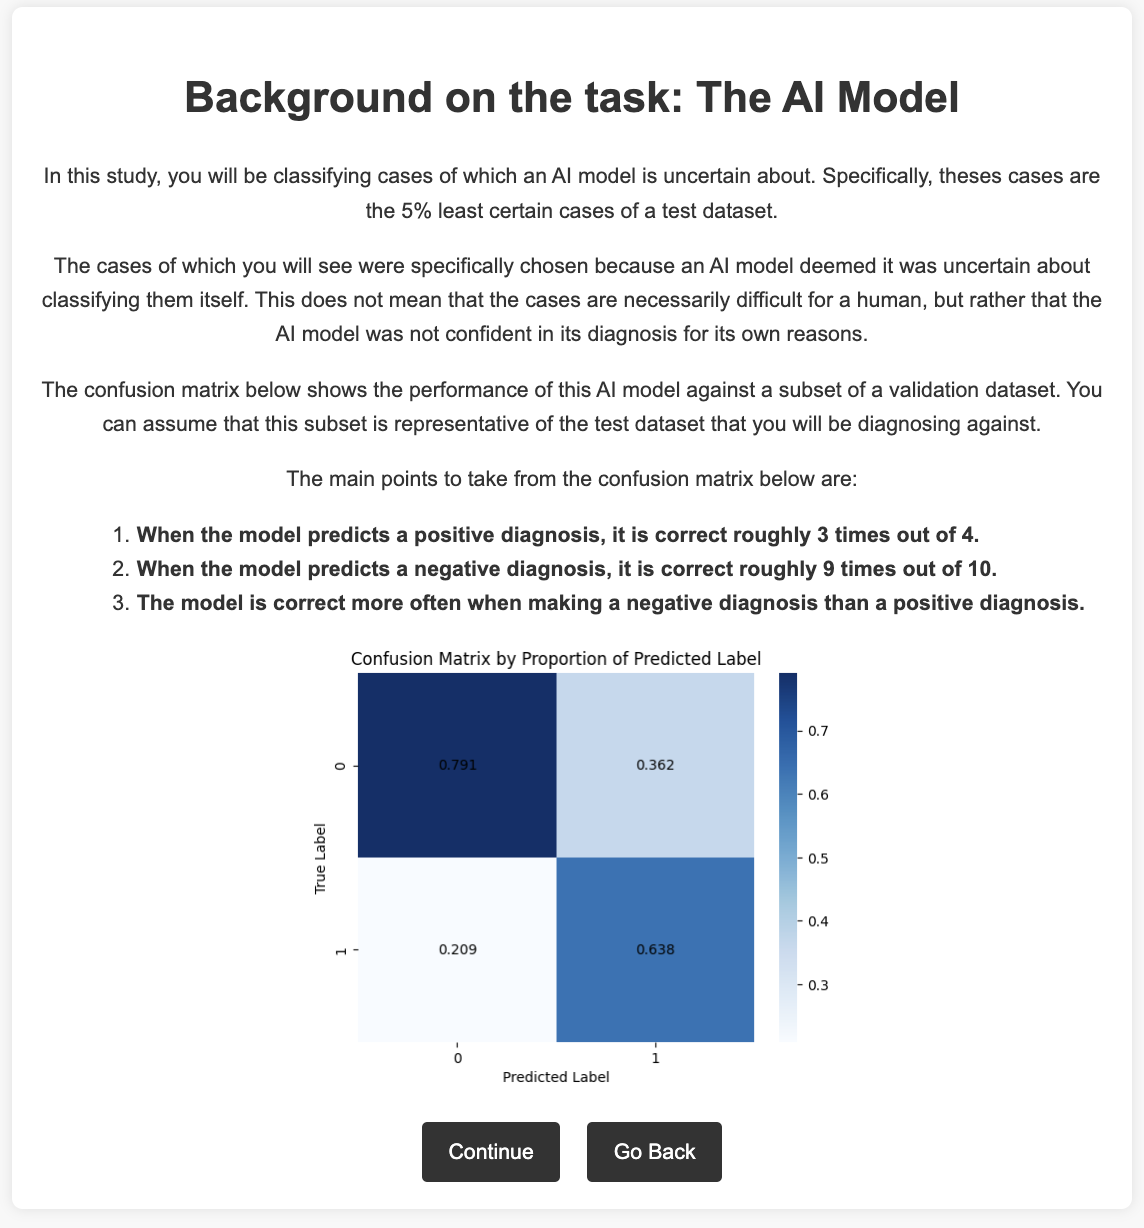 Background on the task: The AI Model
In this study, you will be classifying cases of which an AI model is uncertain about. Specifically, theses cases are
the 5% least certain cases of a test dataset.
The cases of which you will see were specifically chosen because an AI model deemed it was uncertain about
classifying them itself. This does not mean that the cases are necessarily difficult for a human, but rather that the
AI model was not confident in its diagnosis for its own reasons.
The confusion matrix below shows the performance of this AI model against a subset of a validation dataset. You
can assume that this subset is representative of the test dataset that you will be diagnosing against.
The main points to take from the confusion matrix below are:
1. When the model predicts a positive diagnosis, it is correct roughly 3 times out of 4.
2. When the model predicts a negative diagnosis, it is correct roughly 9 times out of 10.
3. The model is correct more often when making a negative diagnosis than a positive diagnosis.
Confusion Matrix by Proportion of Predicted Label
True Label
0
0.791
0.362
1
0.209
0.638
0
1
Predicted Label
0.7
0.6
0.5
0.4
0.3
Continue
Go Back